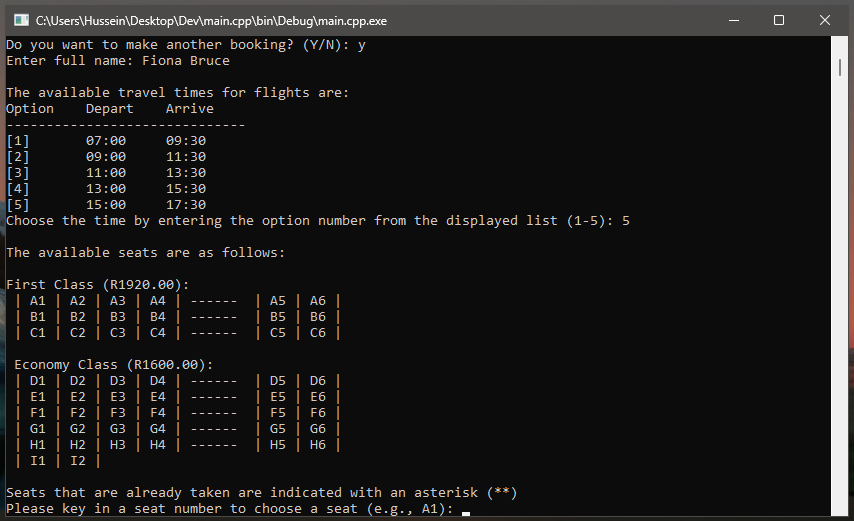 C:\Users\Hussein\Desktop\Dev\main.cpp\bin\Debug\main.cpp.exe
Do you want to make another booking? (Y/N): y
Enter full name: Fiona Bruce

The available travel times for flights are:
Option    Depart    Arrive
------------------------------
[1]       07:00     09:30
[2]       09:00     11:30
[3]       11:00     13:30
[4]       13:00     15:30
[5]       15:00     17:30
Choose the time by entering the option number from the displayed list (1-5): 5

The available seats are as follows:

First Class (R1920.00):
 | A1 | A2 | A3 | A4 | ------  | A5 | A6 |
 | B1 | B2 | B3 | B4 | ------  | B5 | B6 |
 | C1 | C2 | C3 | C4 | ------  | C5 | C6 |

 Economy Class (R1600.00):
 | D1 | D2 | D3 | D4 | ------  | D5 | D6 |
 | E1 | E2 | E3 | E4 | ------  | E5 | E6 |
 | F1 | F2 | F3 | F4 | ------  | F5 | F6 |
 | G1 | G2 | G3 | G4 | ------  | G5 | G6 |
 | H1 | H2 | H3 | H4 | ------  | H5 | H6 |
 | I1 | I2 |

Seats that are already taken are indicated with an asterisk (**)
Please key in a seat number to choose a seat (e.g., A1): _